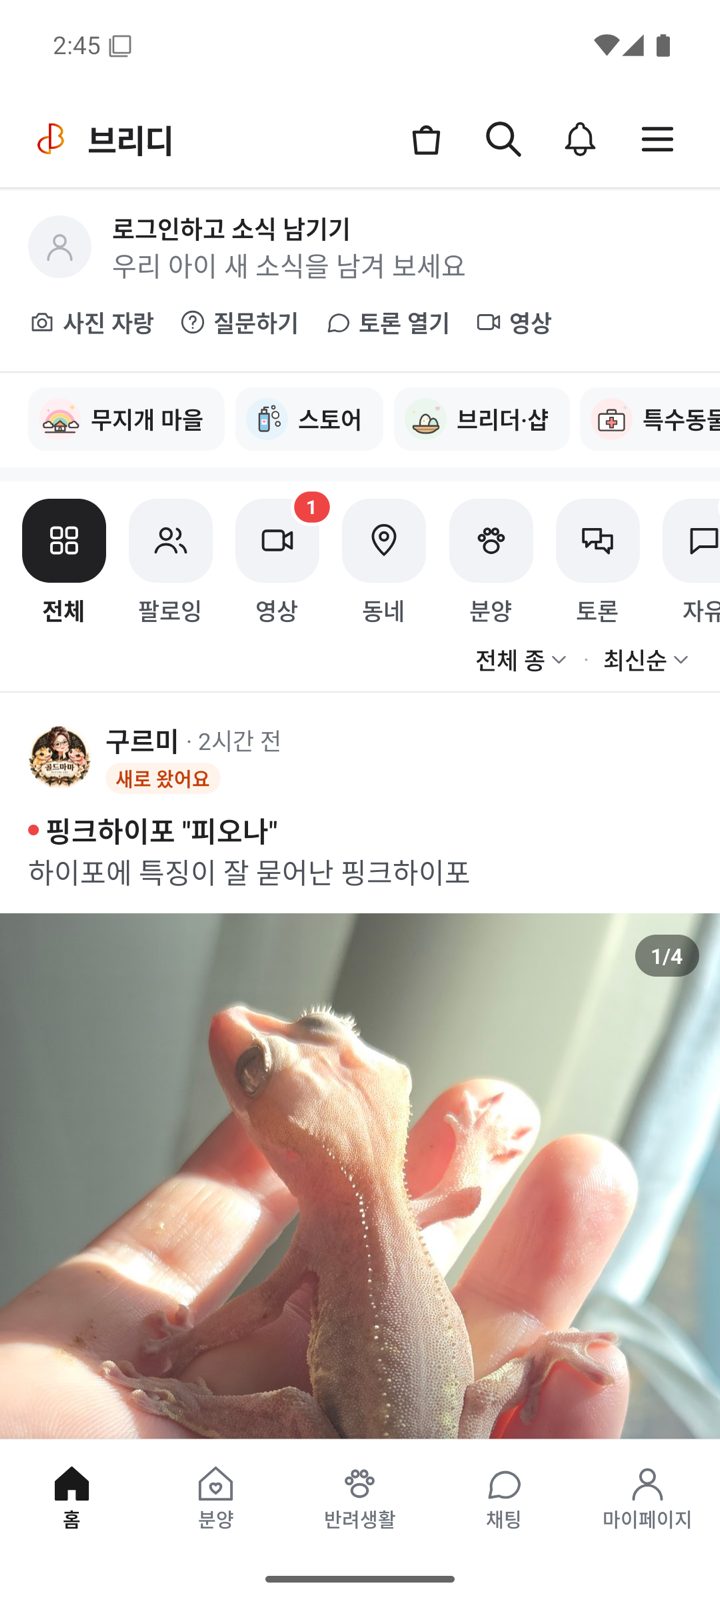 2:45
브리디
로그인하고 소식 남기기
우리 아이 새 소식을 남겨 보세요
사진 자랑 질문하기 토론 열기 영상
무지개 마을 스토어 브리더·샵 특수동물
1
전체 팔로잉 영상 동네 분양 토론 자유
전체 종 · 최신순
구르미 · 2시간 전
골드마마
새로 왔어요
핑크하이포 "피오나"
하이포에 특징이 잘 묻어난 핑크하이포
1/4
홈 분양 반려생활 채팅 마이페이지